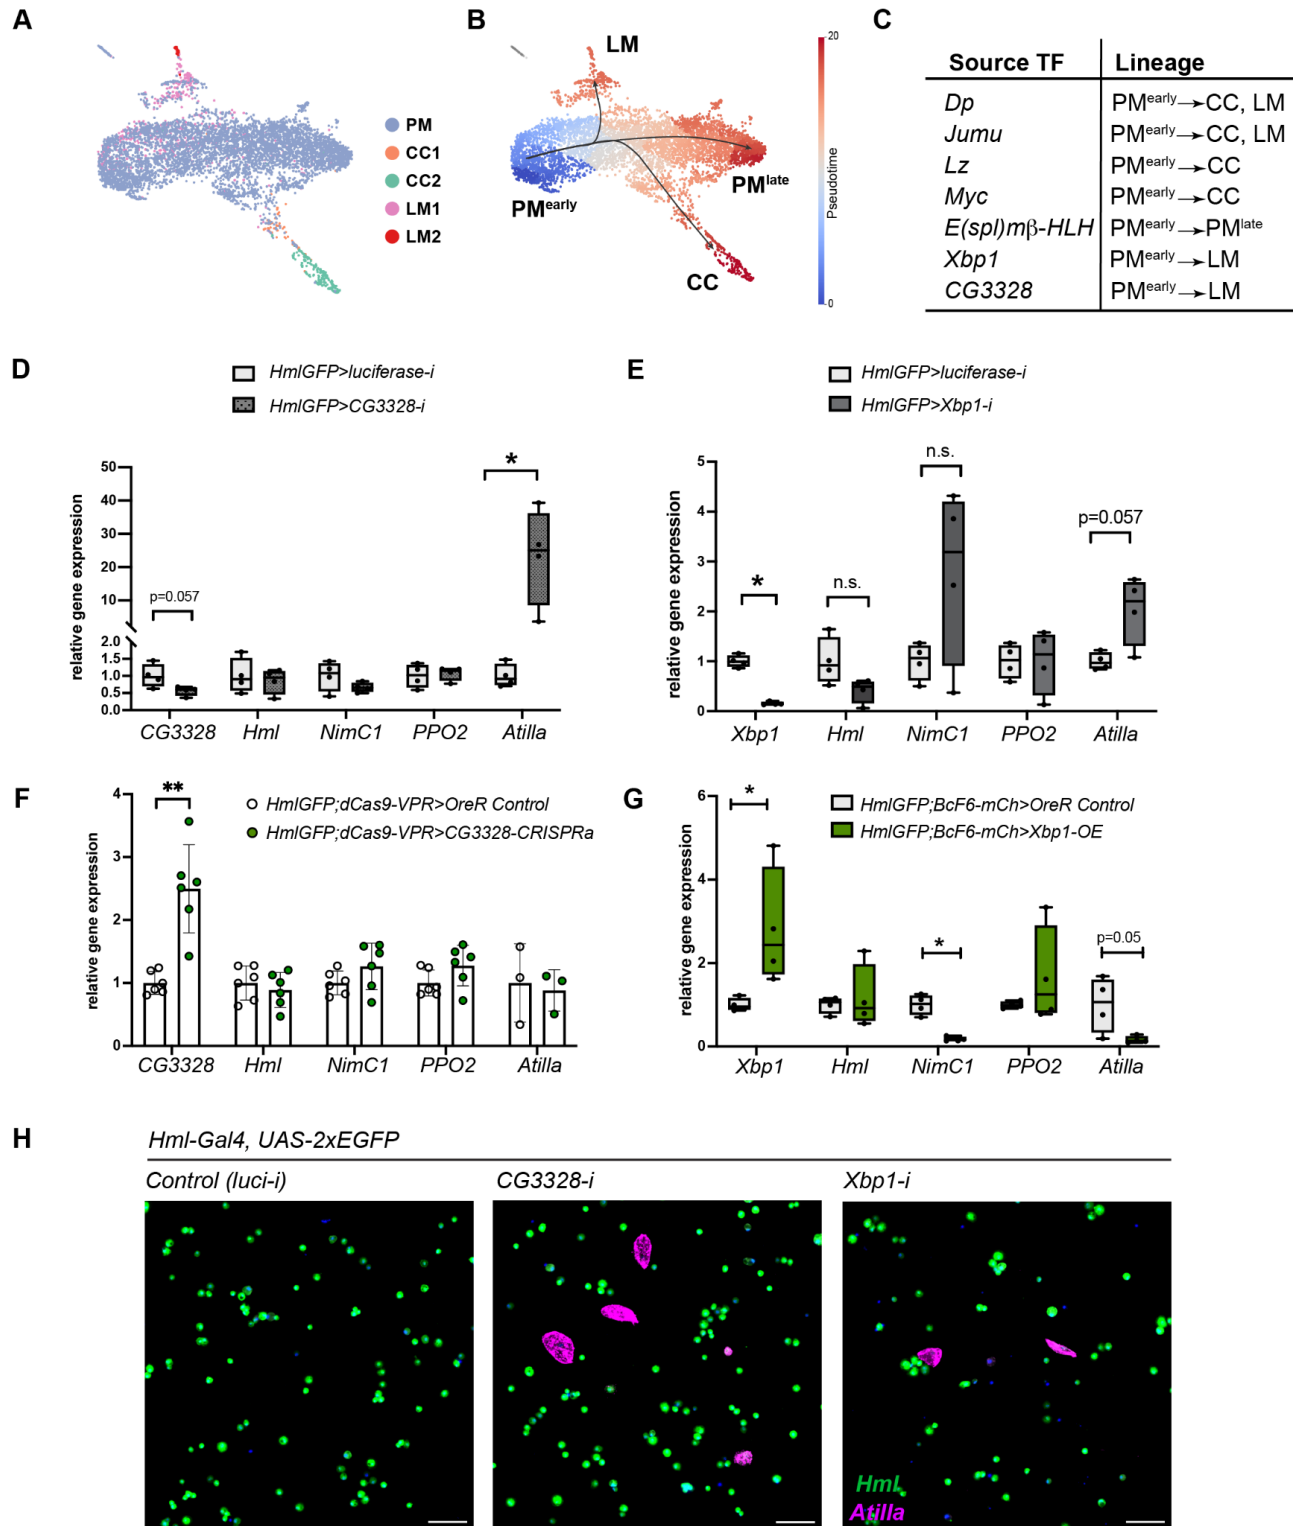 A
PM
CC1
CC2
LM1
LM2
B
LM
PMearly
PMlate
CC
20
Pseudotime
0
C
Source TF Lineage
Dp PMearly→CC, LM
Jumu PMearly→CC, LM
Lz PMearly→CC
Myc PMearly→CC
E(spl)mβ-HLH PMearly→PMlate
Xbp1 PMearly→LM
CG3328 PMearly→LM
D
HmlGFP>luciferase-i
HmlGFP>CG3328-i
relative gene expression
50
40
30
20
10
2.0
1.5
1.0
0.5
0.0
p=0.057
*
CG3328 Hml NimC1 PPO2 Atilla
E
HmlGFP>luciferase-i
HmlGFP>Xbp1-i
relative gene expression
5
4
3
2
1
0
*
n.s.
n.s.
p=0.057
Xbp1 Hml NimC1 PPO2 Atilla
F
HmlGFP;dCas9-VPR>OreR Control
HmlGFP;dCas9-VPR>CG3328-CRISPRa
relative gene expression
4
3
2
1
0
**
CG3328 Hml NimC1 PPO2 Atilla
G
HmlGFP;BcF6-mCh>OreR Control
HmlGFP;BcF6-mCh>Xbp1-OE
relative gene expression
6
4
2
0
*
*
p=0.05
Xbp1 Hml NimC1 PPO2 Atilla
H
Hml-Gal4, UAS-2xEGFP
Control (luci-i) CG3328-i Xbp1-i
Hml
Atilla